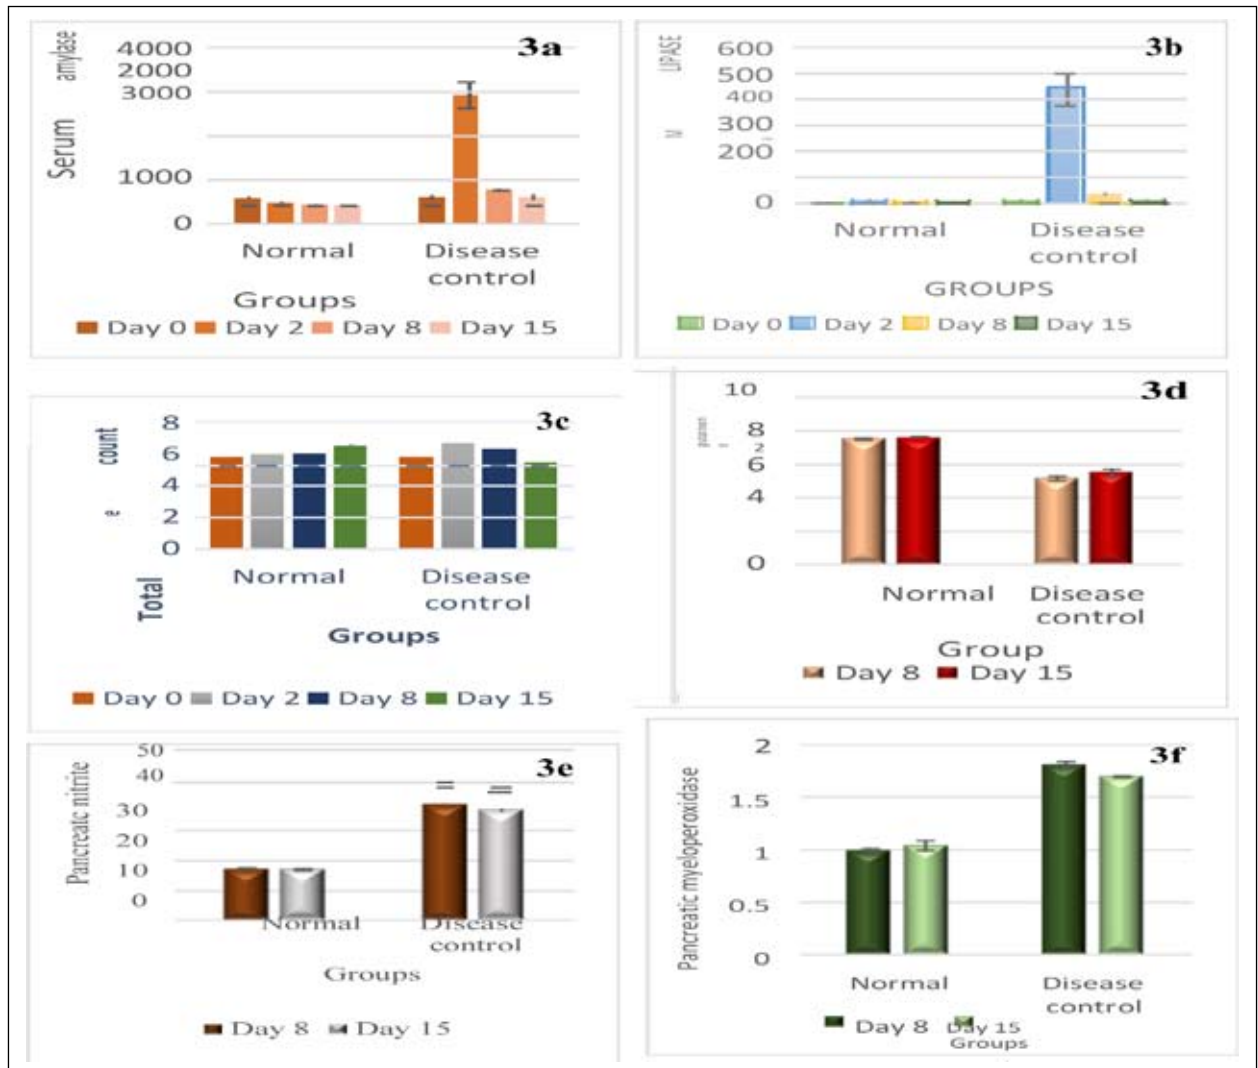 3a
Serum amylase
4000
2000
3000
1000
0
Normal
Disease
control
Groups
Day 0 Day 2 Day 8 Day 15
3b
LIPASE
600
500
400
300
200
0
Normal
Disease
control
GROUPS
Day 0 Day 2 Day 8 Day 15
3c
Total
e
count
8
6
4
2
0
Normal
Disease
control
Groups
Day 0 Day 2 Day 8 Day 15
3d
10
8
2
6
4
0
Normal
Disease
control
Group
Day 8 Day 15
3e
Pancreatc nitrite
50
40
30
20
10
0
Normal
Disease
control
Groups
Day 8 Day 15
3f
Pancreatic myeloperoxidase
2
1.5
1
0.5
0
Normal
Disease
control
Day 8 Day 15
Groups